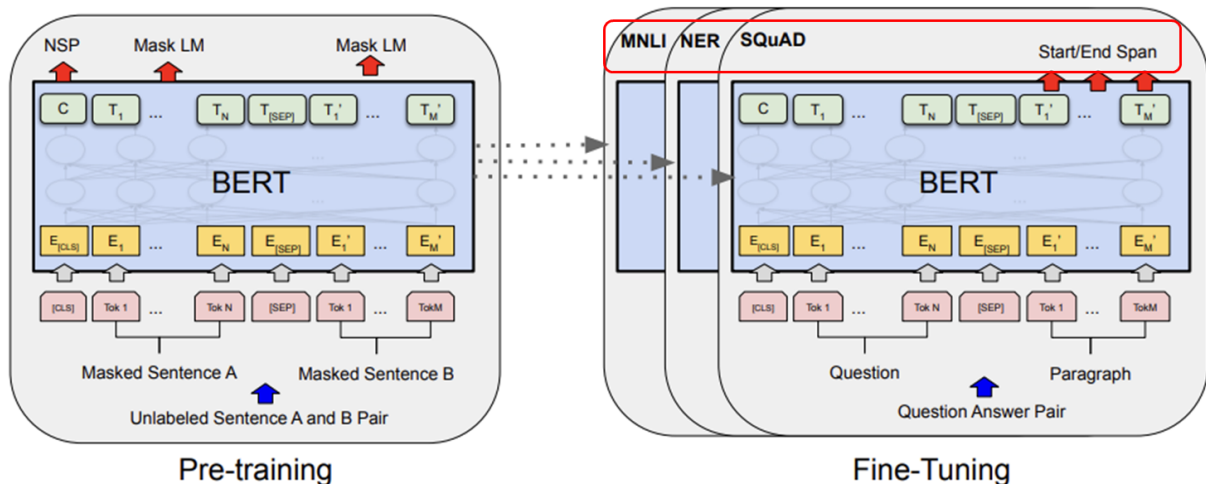 NSP Mask LM Mask LM
C T1 ... TN T[SEP] T1' ... TM'
...
...
BERT
E[CLS] E1 ... EN E[SEP] E1' ... EM'
[CLS] Tok 1 ... Tok N [SEP] Tok 1 ... TokM
Masked Sentence A Masked Sentence B
Unlabeled Sentence A and B Pair
Pre-training
MNLI NER SQuAD
Start/End Span
C T1 ... TN T[SEP] T1' ... TM'
...
...
BERT
E[CLS] E1 ... EN E[SEP] E1' ... EM'
[CLS] Tok 1 ... Tok N [SEP] Tok 1 ... TokM
Question Paragraph
Question Answer Pair
Fine-Tuning